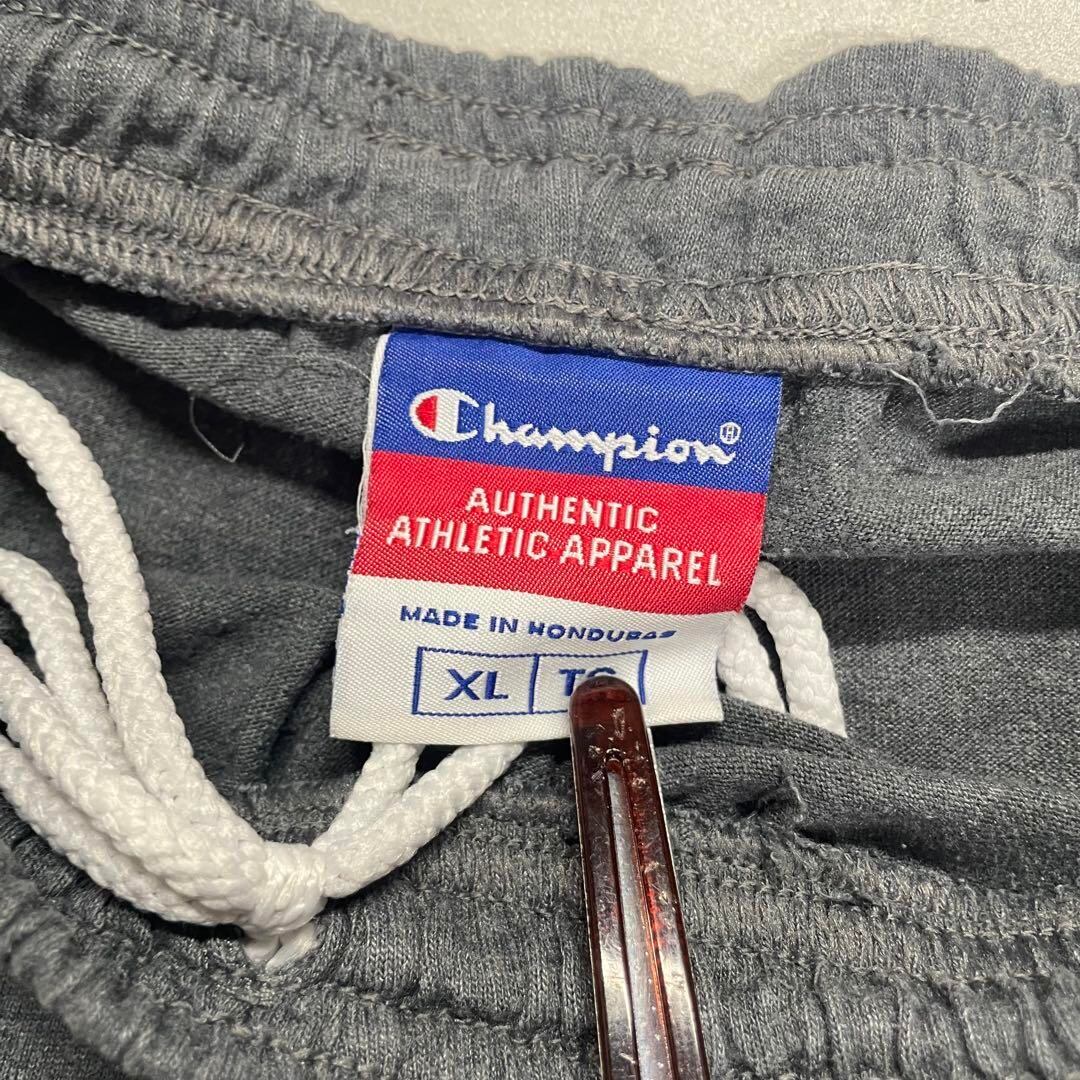 Champion
AUTHENTIC
ATHLETIC APPAREL
MADE IN HONDURAS
XL